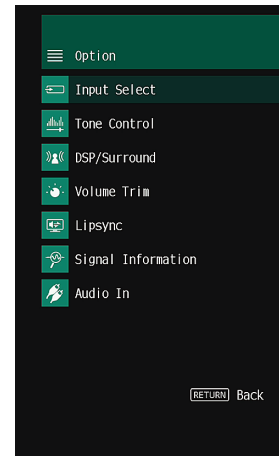 Option
Input Select
Tone Control
DSP/Surround
Volume Trim
Lipsync
Signal Information
Audio In
RETURN Back